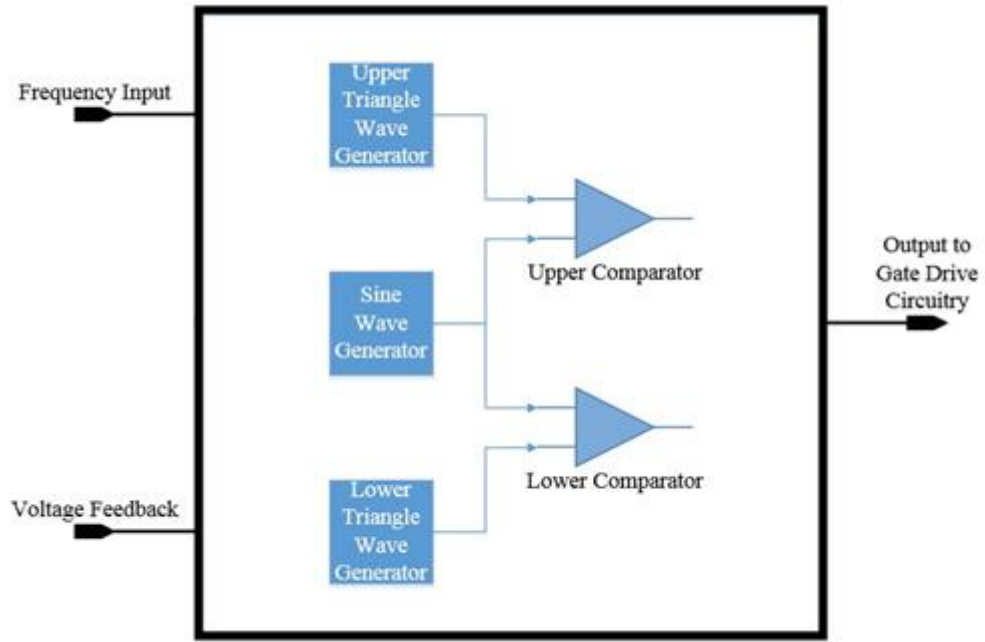 Upper
Triangle
Wave
Generator
Frequency Input
Upper Comparator
Output to
Gate Drive
Circuitry
Sine
Wave
Generator
Lower Comparator
Voltage Feedback
Lower
Triangle
Wave
Generator